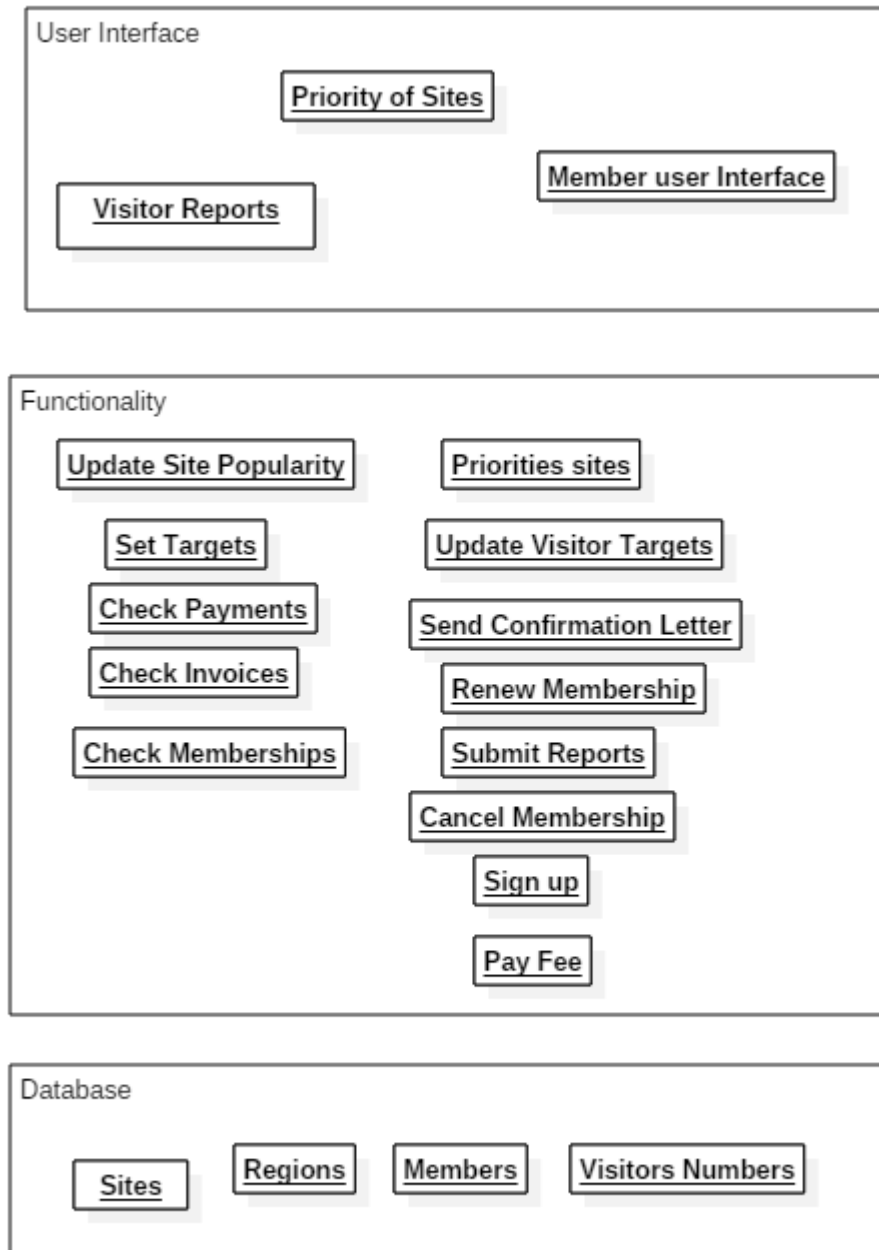 User Interface
Priority of Sites
Member user Interface
Visitor Reports
Functionality
Update Site Popularity
Priorities sites
Set Targets
Update Visitor Targets
Check Payments
Send Confirmation Letter
Check Invoices
Renew Membership
Check Memberships
Submit Reports
Cancel Membership
Sign up
Pay Fee
Database
Sites
Regions
Members
Visitors Numbers